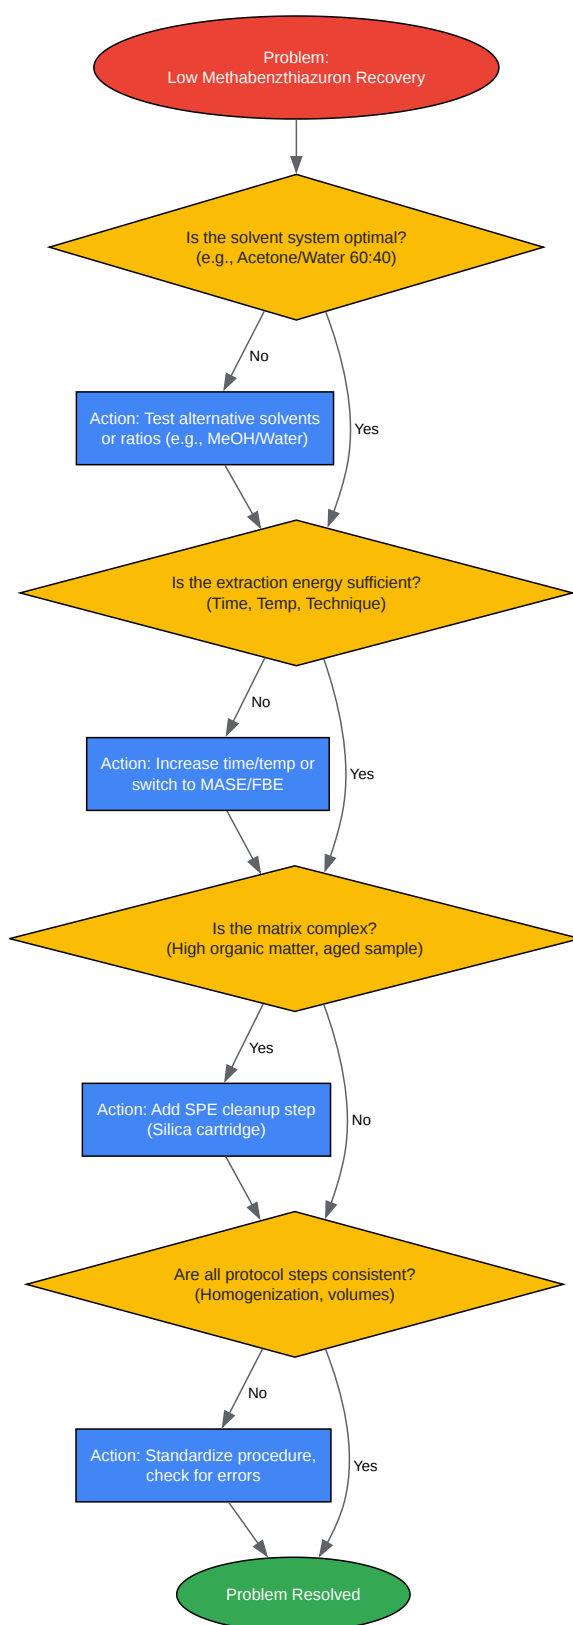 Problem:
Low Methabenzthiazuron Recovery
Is the solvent system optimal?
(e.g., Acetone/Water 60:40)
No
Yes
Action: Test alternative solvents
or ratios (e.g., MeOH/Water)
Is the extraction energy sufficient?
(Time, Temp, Technique)
No
Yes
Action: Increase time/temp or
switch to MASE/FBE
Is the matrix complex?
(High organic matter, aged sample)
Yes
No
Action: Add SPE cleanup step
(Silica cartridge)
Are all protocol steps consistent?
(Homogenization, volumes)
No
Yes
Action: Standardize procedure,
check for errors
Problem Resolved